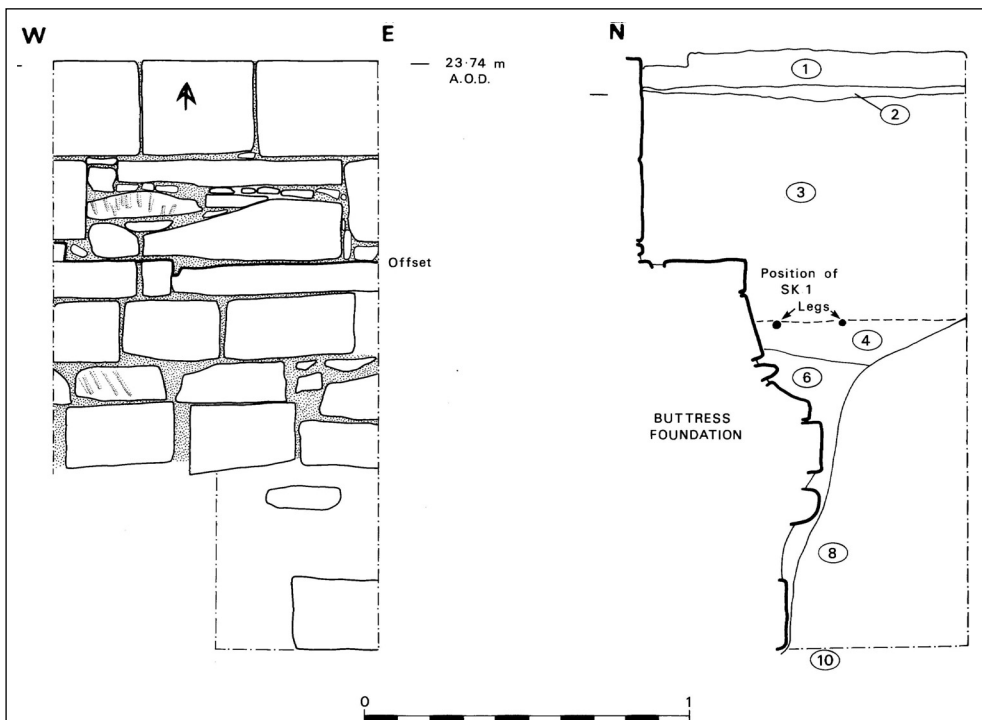 W
E
N
23·74 m
A.O.D.
1
2
3
Offset
Position of
SK 1
Legs
4
6
BUTTRESS
FOUNDATION
8
10
0
1